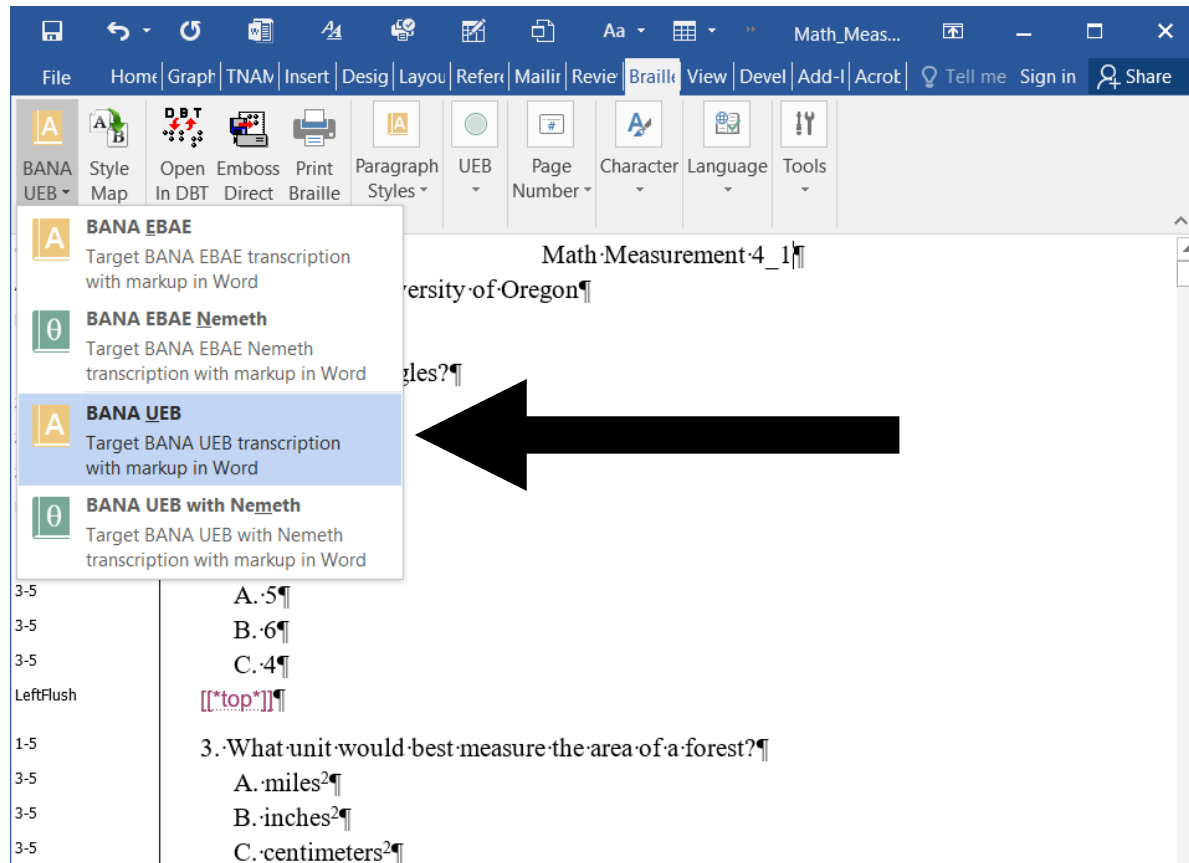 Aa Math_Meas...
File Home Graph TNAM Insert Desig Layou Refere Mailin Revie Braille View Devel Add-I Acrob Tell me Sign in Share
A A B DBT A # A
BANA Style Open Emboss Print Paragraph UEB Page Character Language Tools
UEB Map In DBT Direct Braille Styles Number
A BANA EBAE
Target BANA EBAE transcription
with markup in Word
θ BANA EBAE Nemeth
Target BANA EBAE Nemeth
transcription with markup in Word
A BANA UEB
Target BANA UEB transcription
with markup in Word
θ BANA UEB with Nemeth
Target BANA UEB with Nemeth
transcription with markup in Word
Math·Measurement·4_1¶
versity·of·Oregon¶
gles?¶
3-5 A.·5¶
3-5 B.·6¶
3-5 C.·4¶
LeftFlush [[*top*]]¶
1-5 3.·What·unit·would·best·measure·the·area·of·a·forest?¶
3-5 A.·miles²¶
3-5 B.·inches²¶
3-5 C.·centimeters²¶